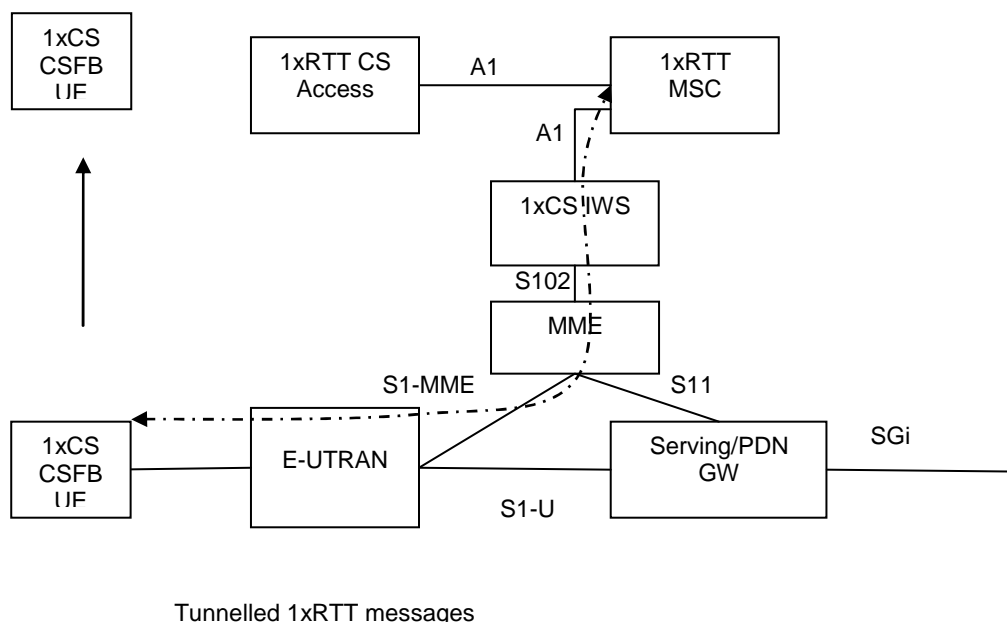 1xCS
CSFB
UE
1xRTT CS
Access
A1
1xRTT
MSC
A1
1xCS IWS
S102
MME
S1-MME
S11
1xCS
CSFB
UE
E-UTRAN
Serving/PDN
GW
SGi
S1-U
Tunnelled 1xRTT messages